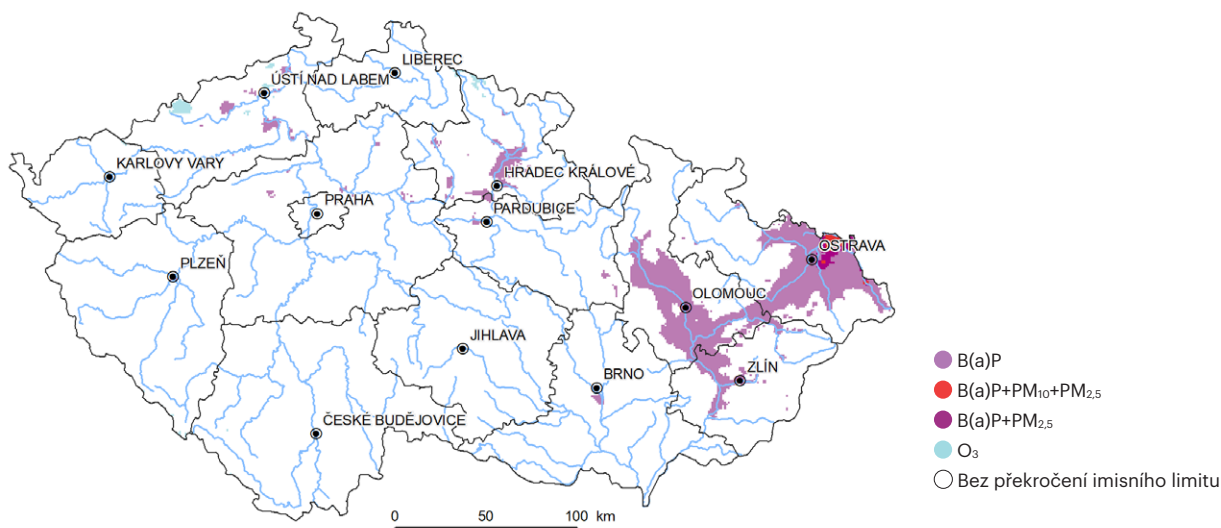 LIBEREC
ÚSTÍ NAD LABEM
KARLOVY VARY
HRADEC KRÁLOVÉ
PRAHA
PARDUBICE
OSTRAVA
PLZEŇ
OLOMOUC
JIHLAVA
ZLÍN
BRNO
ČESKÉ BUDĚJOVICE
0 50 100 km
B(a)P
B(a)P+PM₁₀+PM₂,₅
B(a)P+PM₂,₅
O₃
Bez překročení imisního limitu